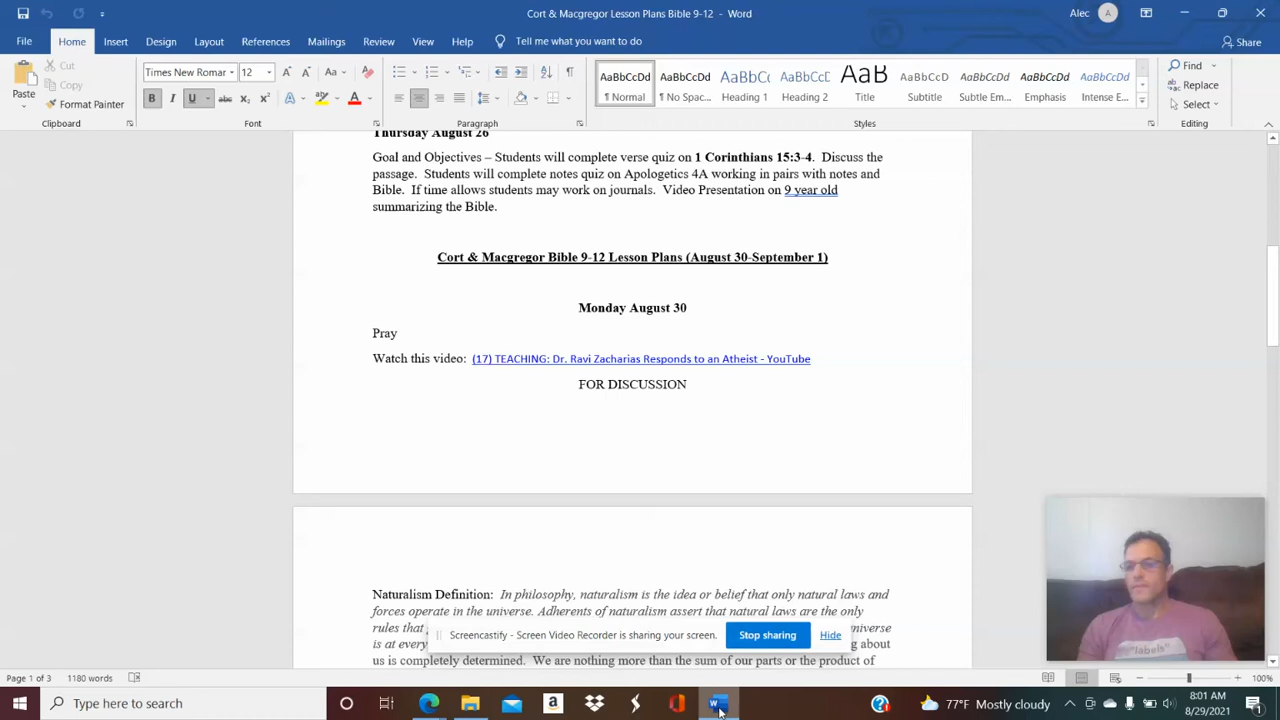 Cort & Macgregor Bible 9-12 - Word
Alec
A
File Home Insert Design Layout References Mailings Review View Help Tell me what you want to do
Share
Paste
Cut
Copy
Format Painter
Clipboard
Times New Romar 12
Font
Paragraph
AaBbCcDd AaBbCcDd AaBbCc AaBbCcE AaB AaBbCcD AaBbCcDd AaBbCcDd AaBbCcDd
¶ Normal ¶ No Spac... Heading 1 Heading 2 Title Subtitle Subtle Em... Emphasis Intense E...
Styles
Find
Replace
Select
Editing
Thursday August 26
Goal and Objectives – Students will complete verse quiz on 1 Corinthians 15:3-4. Discuss the
passage. Students will complete notes quiz on Apologetics 4A working in pairs with notes and
Bible. If time allows students may work on journals. Video Presentation on 9 year old
summarizing the Bible.
Cort & Macgregor Bible 9-12 Lesson Plans (August 30-September 1)
Monday August 30
Pray
Watch this video: (17) TEACHING: Dr. Ravi Zacharias Responds to an Atheist - YouTube
FOR DISCUSSION
Naturalism Definition: In philosophy, naturalism is the idea or belief that only natural laws and
forces operate in the universe. Adherents of naturalism assert that natural laws are the only
rules that
universe
is at every
about
us is completely determined. We are nothing more than the sum of our parts or the product of
Screencastify - Screen Video Recorder is sharing your screen. Stop sharing Hide
"labels"
Page 1 of 3 1180 words
100%
Type here to search
77°F Mostly cloudy
8:01 AM
8/29/2021